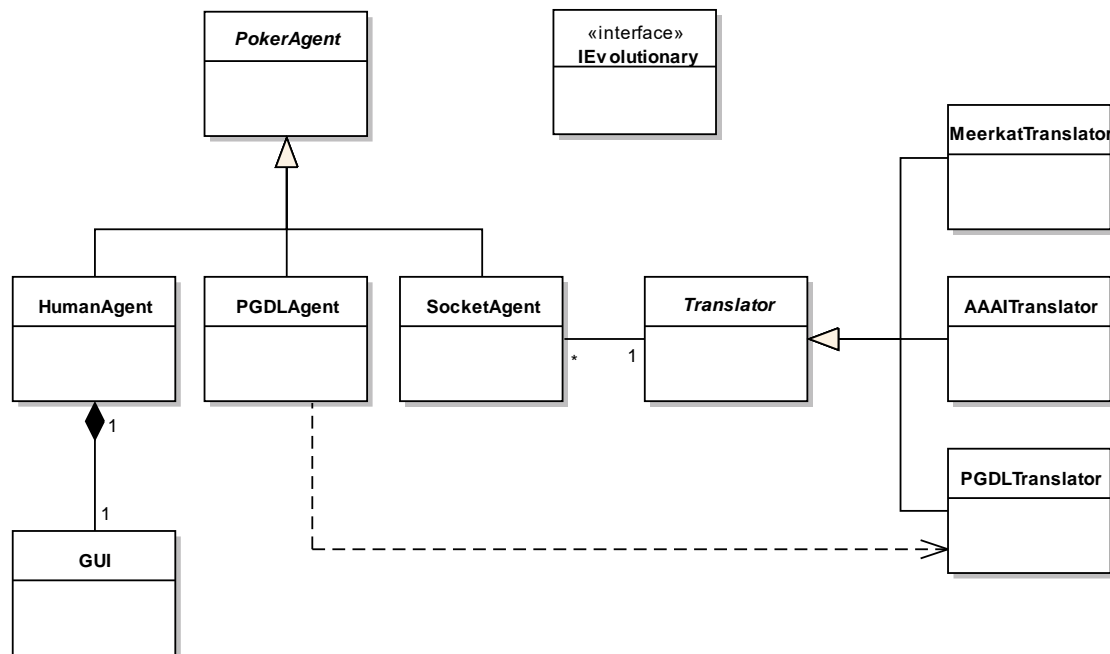 PokerAgent
«interface»
IEvolutionary
MeerkatTranslator
HumanAgent
PGDLAgent
SocketAgent
Translator
AAAITranslator
*
1
1
PGDLTranslator
1
GUI